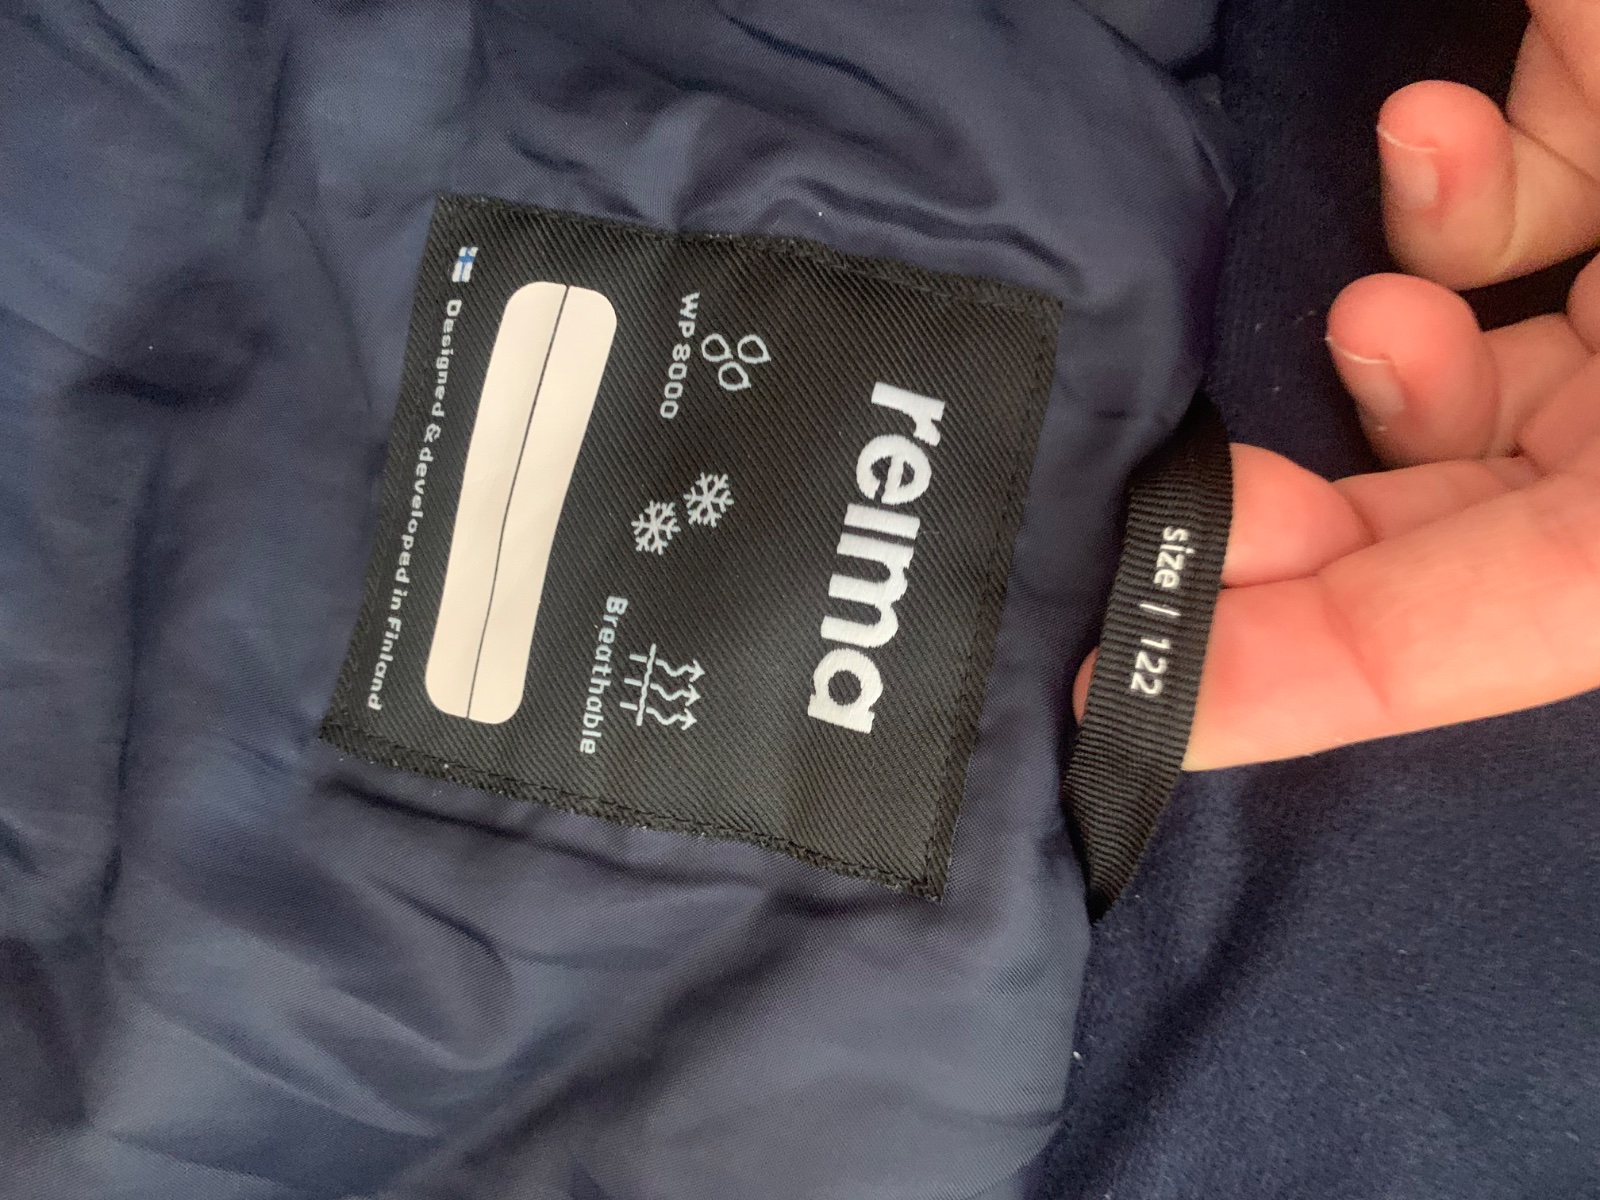 size | 122
reima
WP 8000
Breathable
Designed & developed in Finland